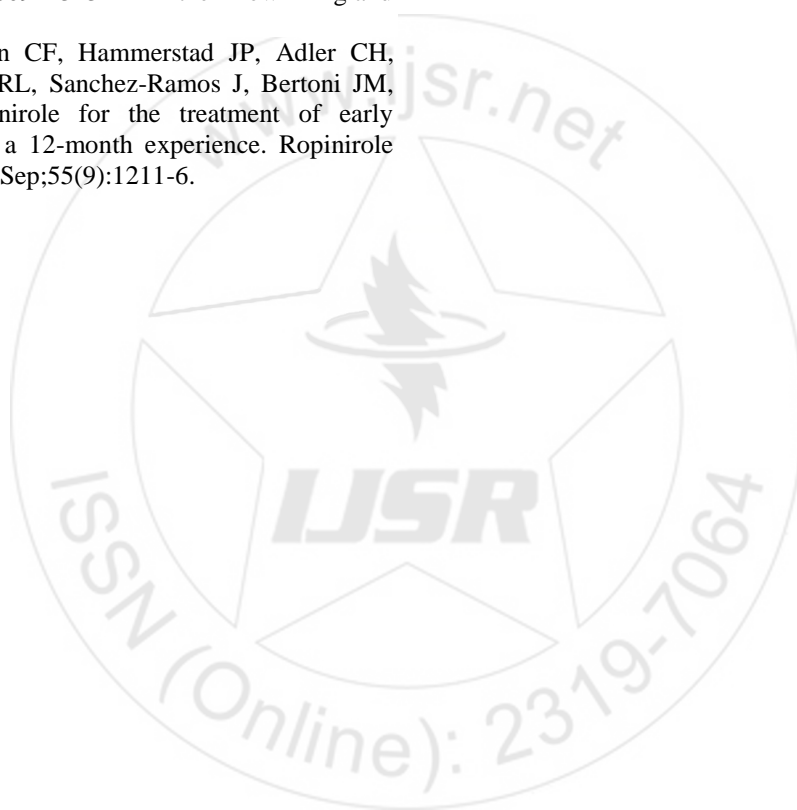 n CF, Hammerstad JP, Adler CH,
RL, Sanchez-Ramos J, Bertoni JM,
nirole for the treatment of early
a 12-month experience. Ropinirole
Sep;55(9):1211-6.
www.ijsr.net
IJSR
ISSN (Online): 2319-7064